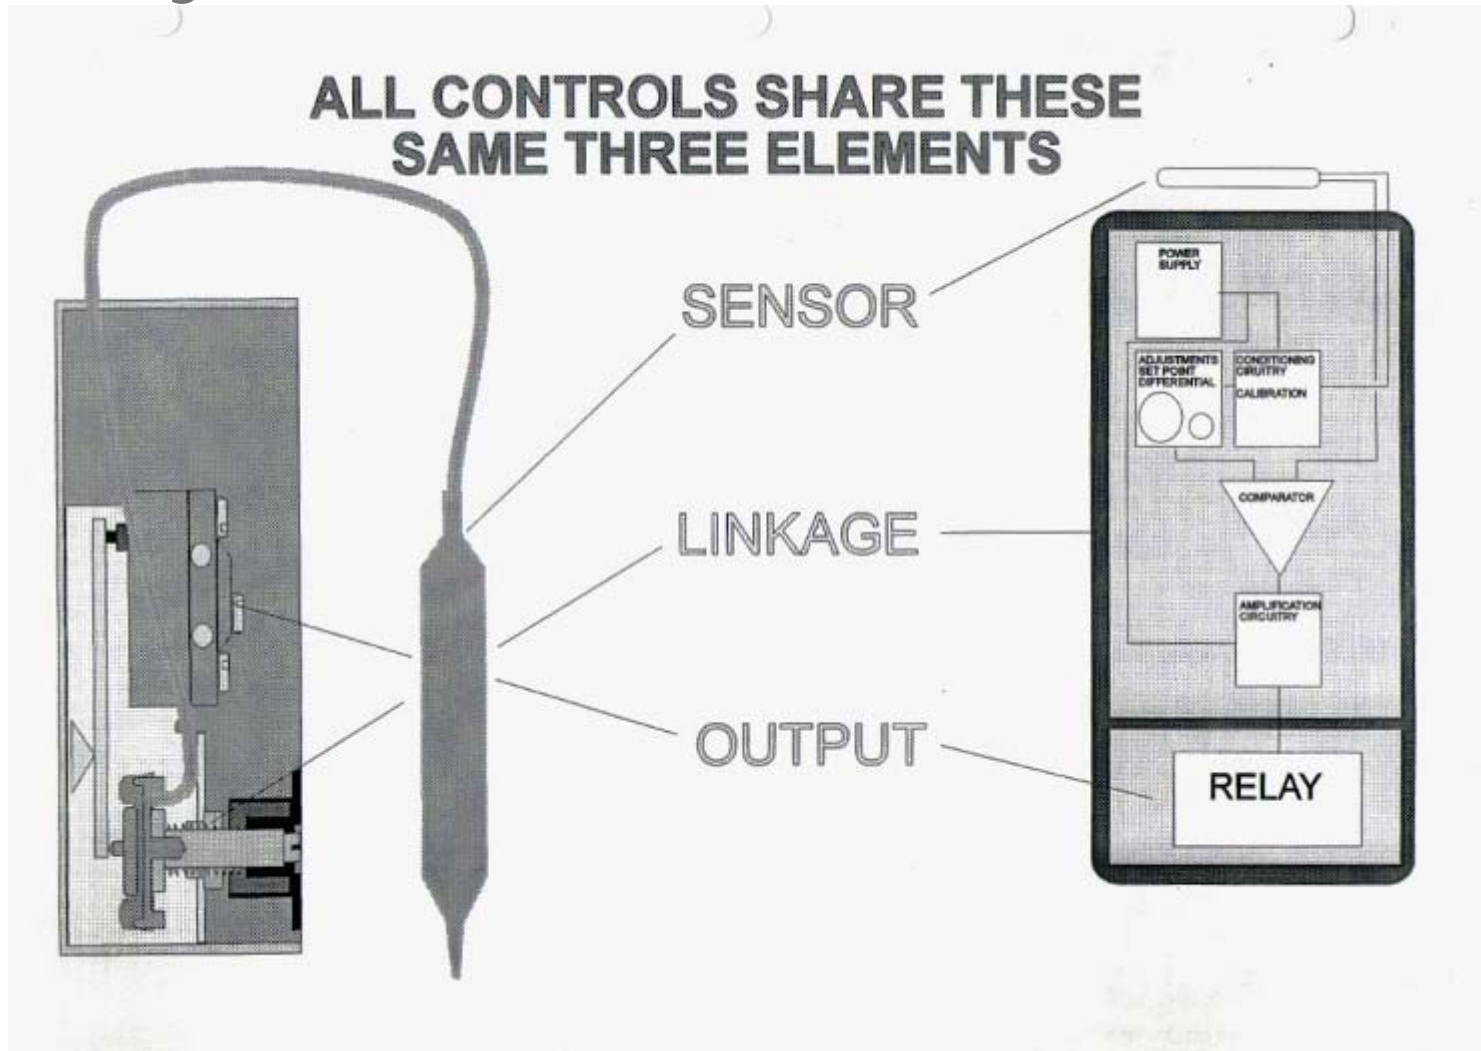 ALL CONTROLS SHARE THESE
SAME THREE ELEMENTS
SENSOR
LINKAGE
OUTPUT
POWER
SUPPLY
ADJUSTMENTS
SET POINT
DIFFERENTIAL
CONDITIONING
CIRUITRY
CALIBRATION
COMPARATOR
AMPLIFICATION
CIRCUITRY
RELAY